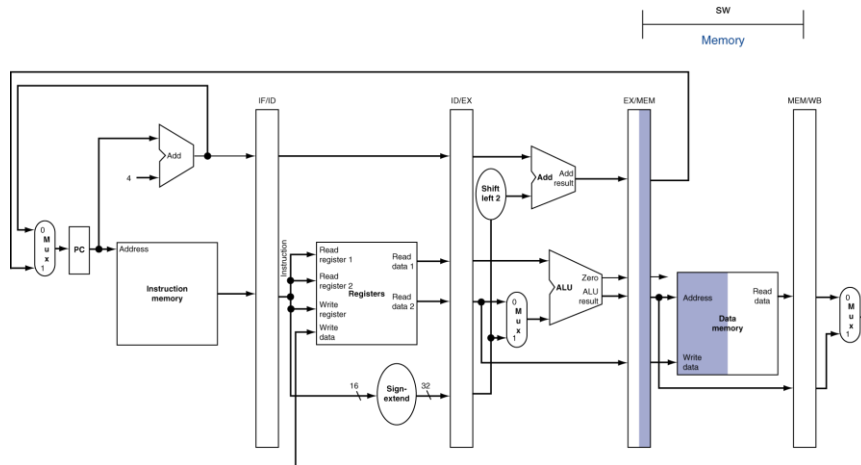 SW
Memory
IF/ID
ID/EX
EX/MEM
MEM/WB
Add
4
0
M
u
x
1
PC
Address
Instruction
memory
Instruction
Read
register 1
Read
register 2
Write
register
Write
data
Registers
Read
data 1
Read
data 2
16
Sign-
extend
32
Shift
left 2
Add
Add
result
0
M
u
x
1
ALU
Zero
ALU
result
Address
Write
data
Data
memory
Read
data
0
M
u
x
1